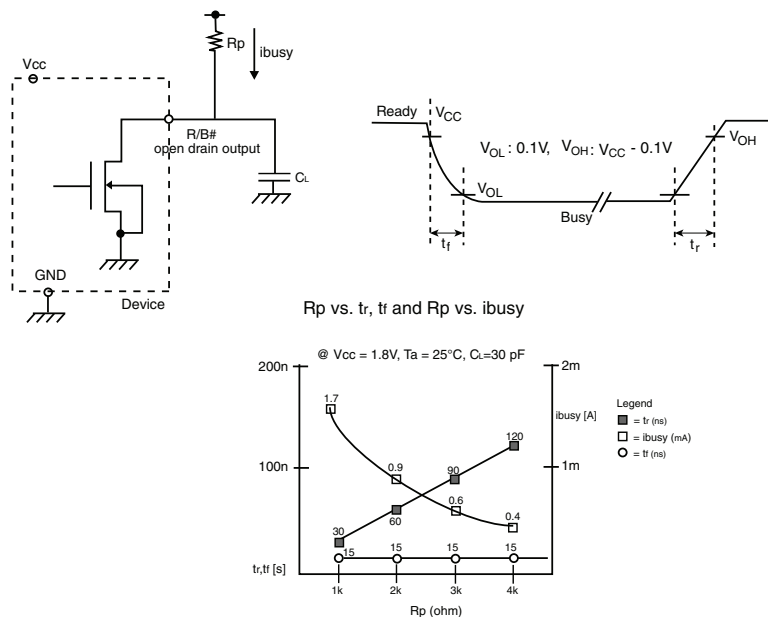 Rp
ibusy
Vcc
R/B#
open drain output
CL
GND
Device
Ready
VCC
VOL : 0.1V, VOH : VCC - 0.1V
VOH
VOL
Busy
tf
tr
Rp vs. tr, tf and Rp vs. ibusy
@ Vcc = 1.8V, Ta = 25°C, CL=30 pF
200n
2m
1.7
ibusy [A]
Legend
= tr (ns)
= ibusy (mA)
= tf (ns)
120
100n
0.9
90
1m
0.6
0.4
30
60
15
15
15
15
tr,tf [s]
1k
2k
3k
4k
Rp (ohm)